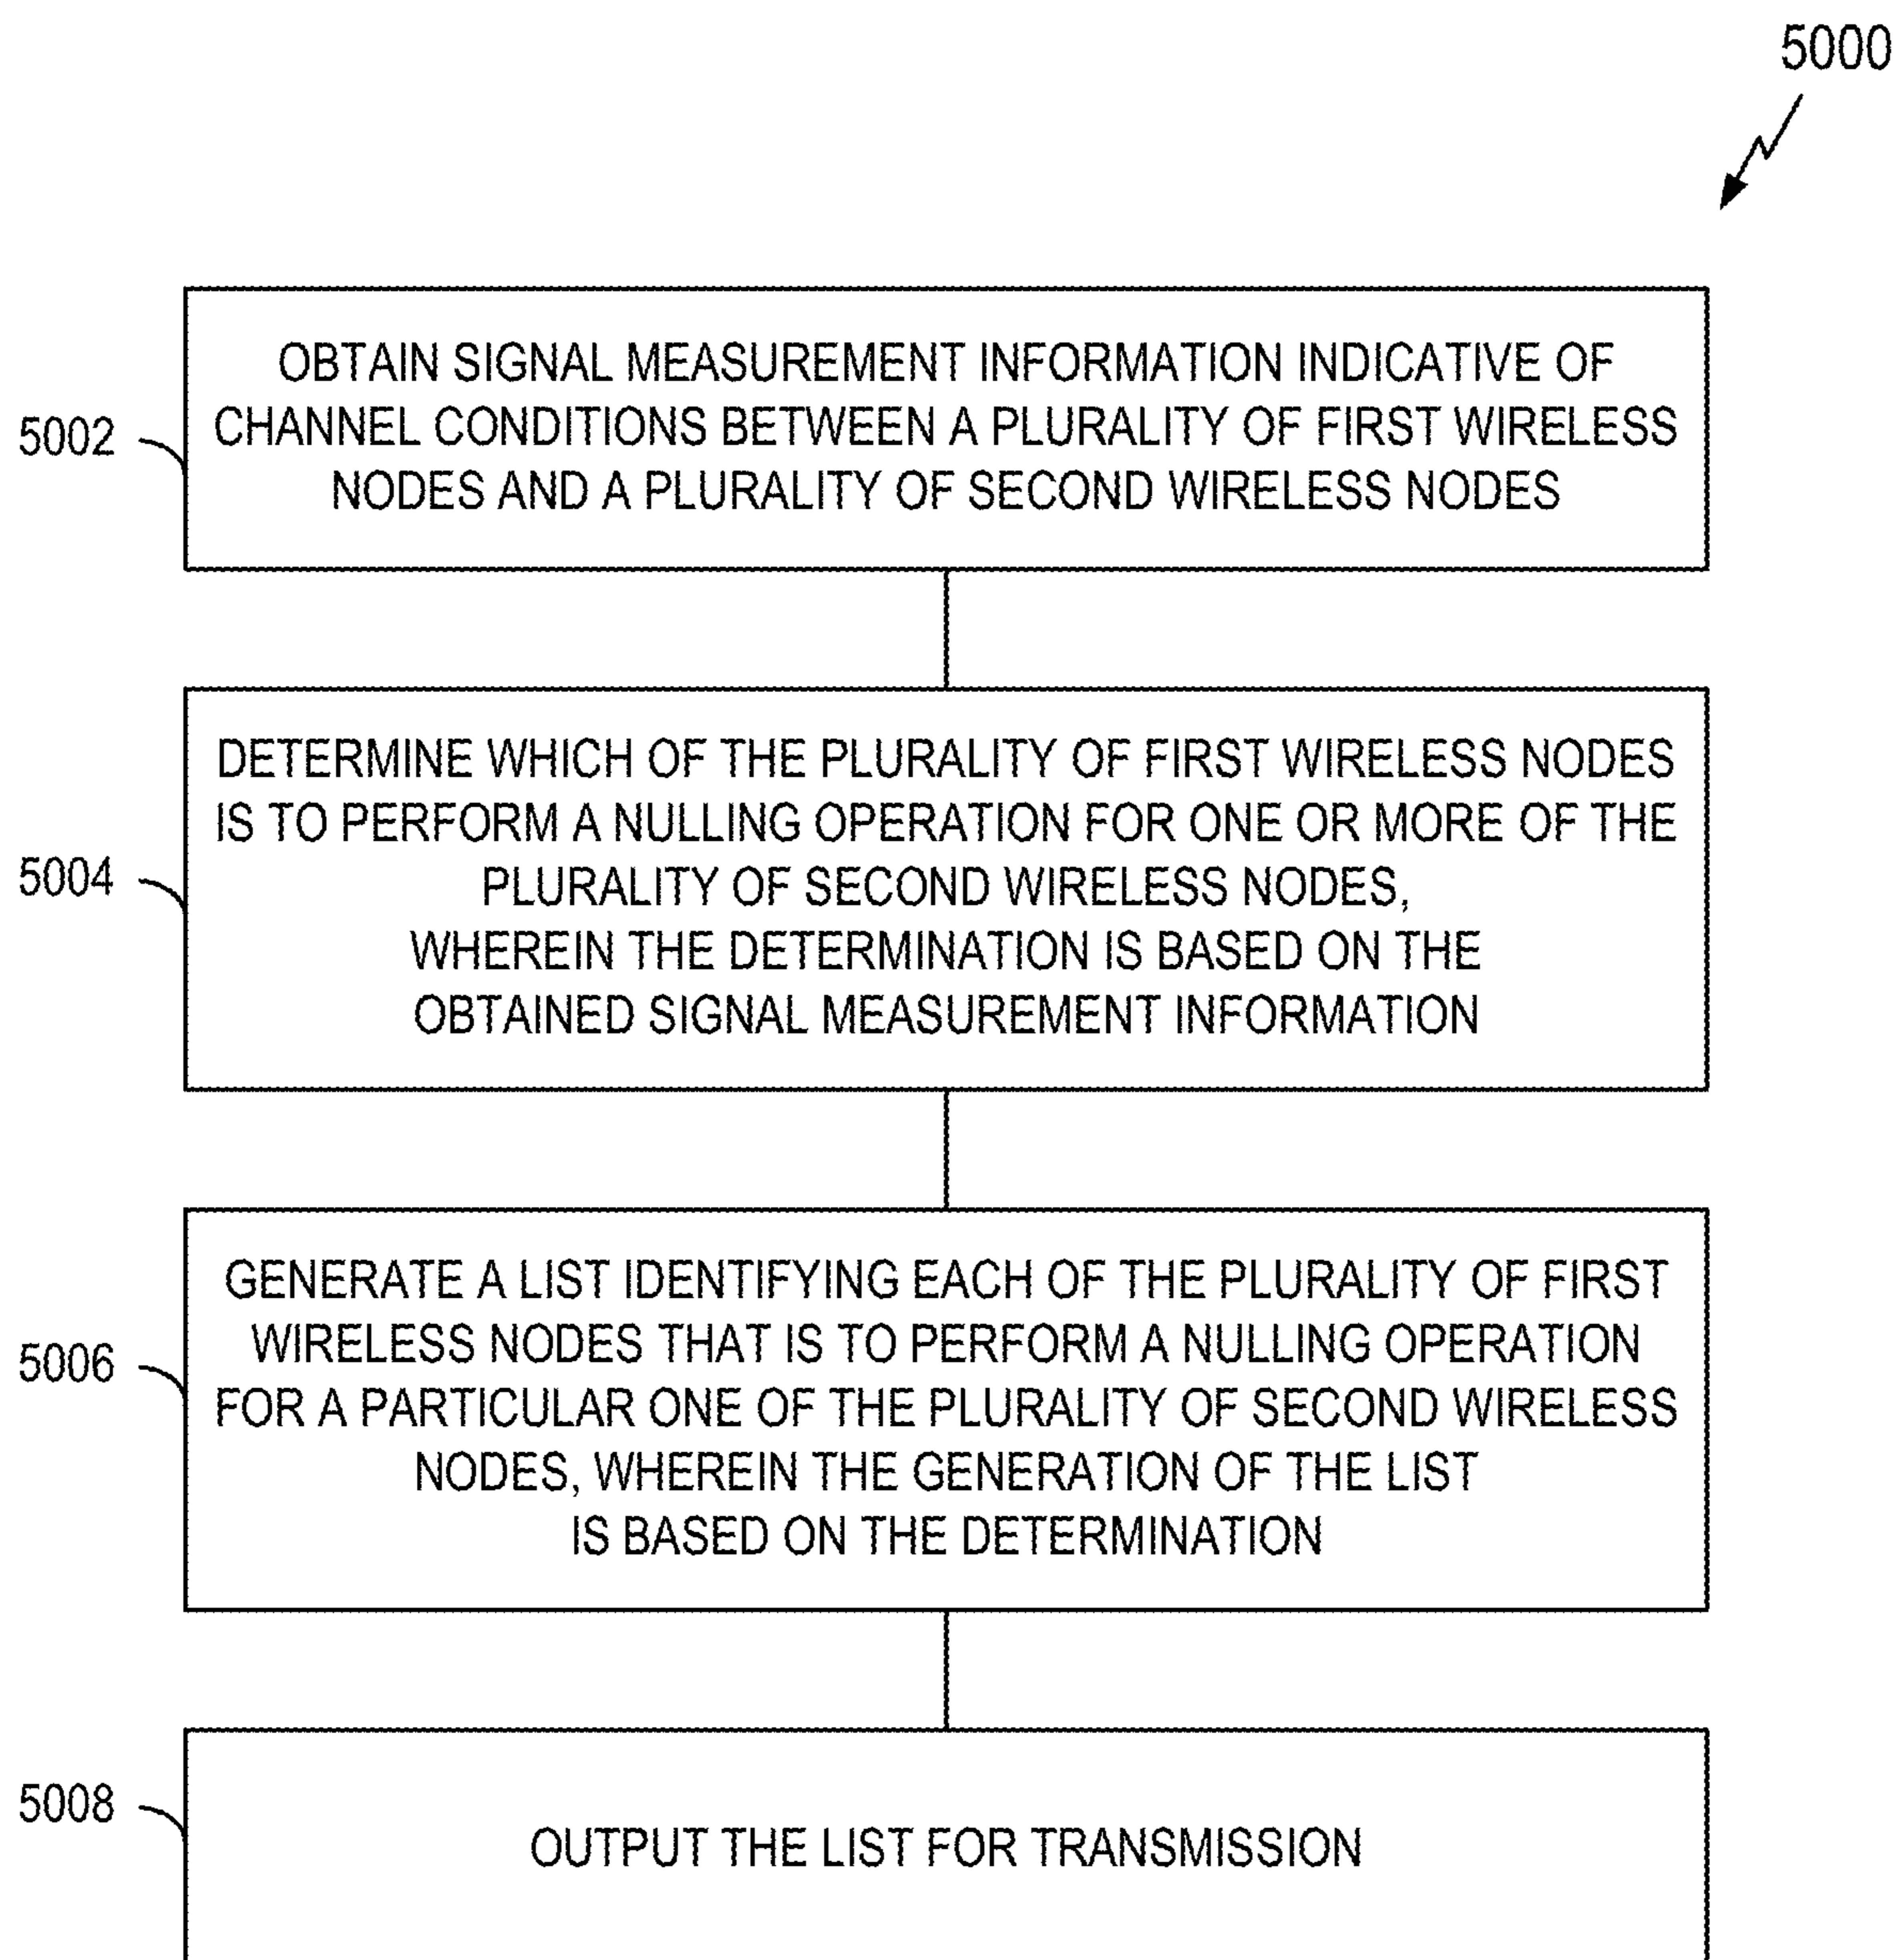 5000
5002
OBTAIN SIGNAL MEASUREMENT INFORMATION INDICATIVE OF
CHANNEL CONDITIONS BETWEEN A PLURALITY OF FIRST WIRELESS
NODES AND A PLURALITY OF SECOND WIRELESS NODES
5004
DETERMINE WHICH OF THE PLURALITY OF FIRST WIRELESS NODES
IS TO PERFORM A NULLING OPERATION FOR ONE OR MORE OF THE
PLURALITY OF SECOND WIRELESS NODES,
WHEREIN THE DETERMINATION IS BASED ON THE
OBTAINED SIGNAL MEASUREMENT INFORMATION
5006
GENERATE A LIST IDENTIFYING EACH OF THE PLURALITY OF FIRST
WIRELESS NODES THAT IS TO PERFORM A NULLING OPERATION
FOR A PARTICULAR ONE OF THE PLURALITY OF SECOND WIRELESS
NODES, WHEREIN THE GENERATION OF THE LIST
IS BASED ON THE DETERMINATION
5008
OUTPUT THE LIST FOR TRANSMISSION